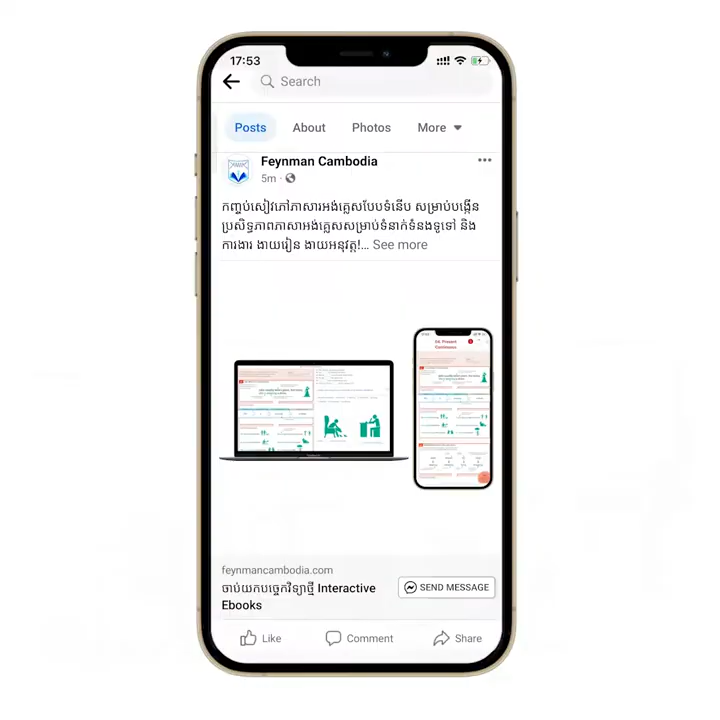 17:53
Search
Posts About Photos More
Feynman Cambodia
5m
កញ្ចប់សៀវភៅភាសារអង់គ្លេសបែបទំនើប សម្រាប់បង្កើន
ប្រសិទ្ធភាពភាសាអង់គ្លេសសម្រាប់ទំនាក់ទំនងទូទៅ និង
ការងារ ងាយរៀន ងាយអនុវត្ត!... See more
Present
Continuous
feynmancambodia.com
ចាប់យកបច្ចេកវិទ្យាថ្មី Interactive
Ebooks
SEND MESSAGE
Like Comment Share